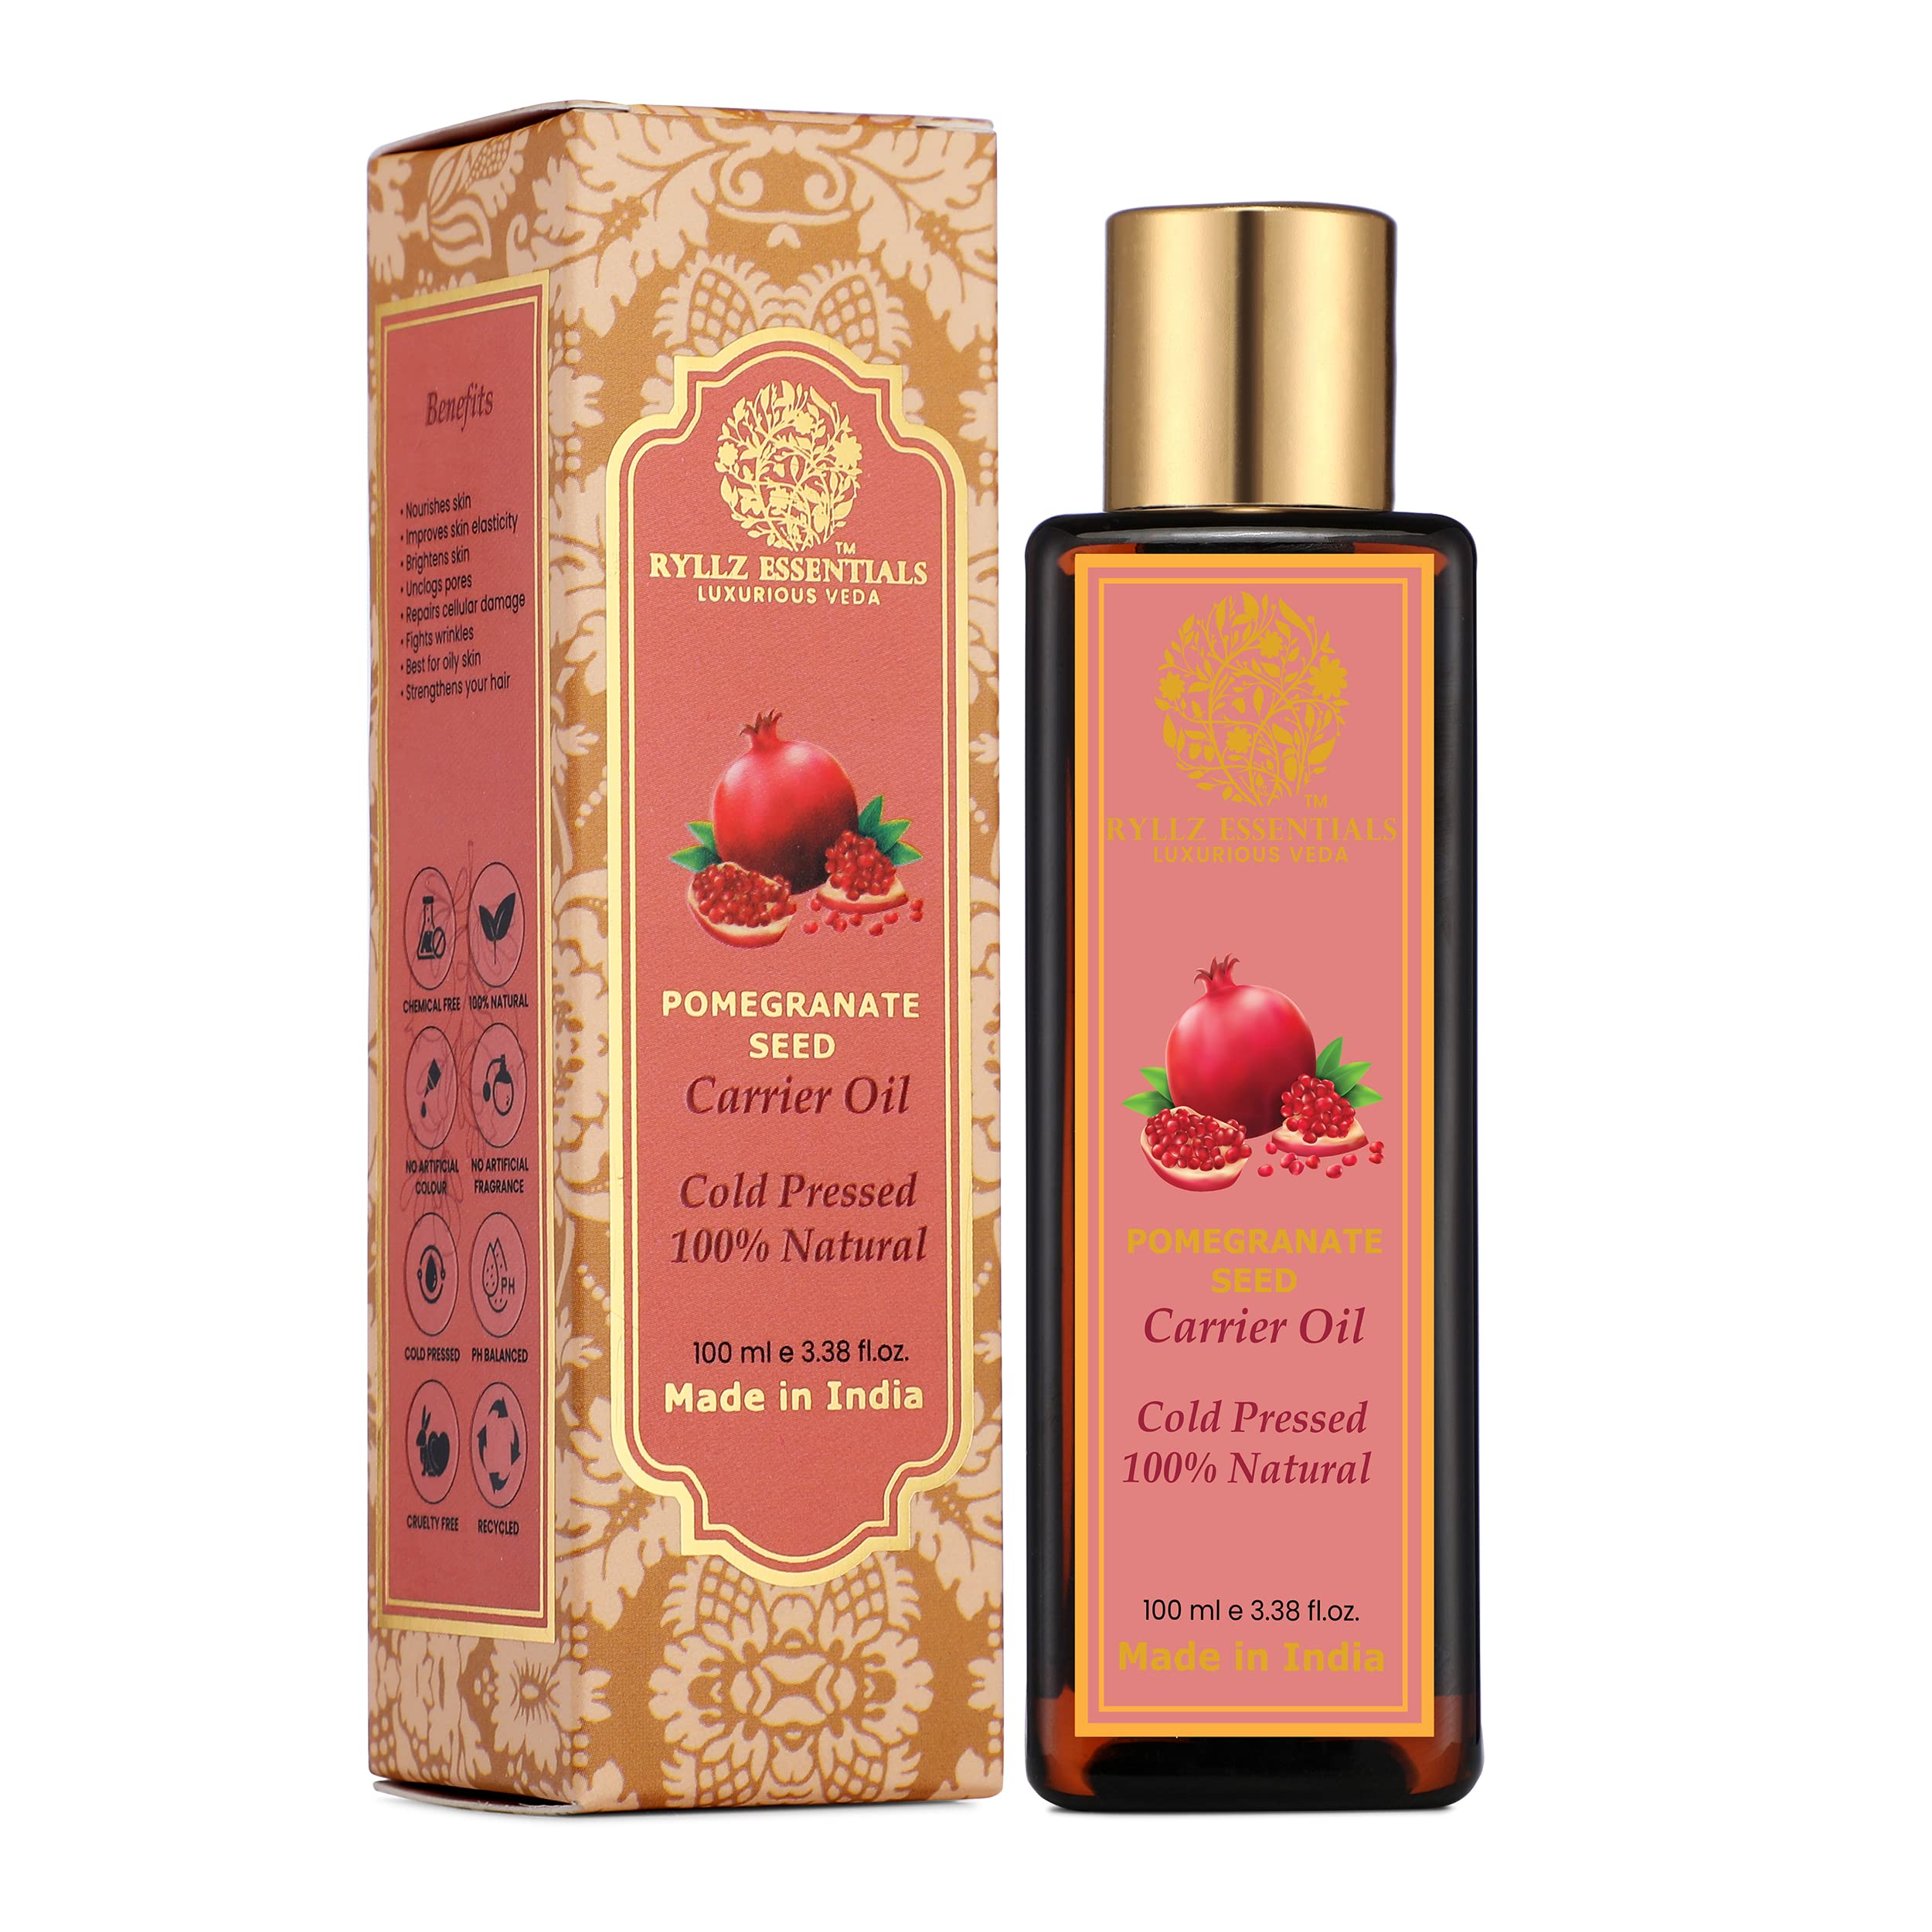 Benefits
• Nourishes skin
• Improves skin elasticity
• Brightens skin
• Unclogs pores
• Repairs cellular damage
• Fights wrinkles
• Best for oily skin
• Strengthens your hair
CHEMICAL FREE
100% NATURAL
NO ARTIFICIAL
COLOUR
NO ARTIFICIAL
FRAGRANCE
PH
COLD PRESSED
PH BALANCED
CRUELTY FREE
RECYCLED
TM
RYLLZ ESSENTIALS
LUXURIOUS VEDA
POMEGRANATE
SEED
Carrier Oil
Cold Pressed
100% Natural
100 ml e 3.38 fl.oz.
Made in India
TM
RYLLZ ESSENTIALS
LUXURIOUS VEDA
POMEGRANATE
SEED
Carrier Oil
Cold Pressed
100% Natural
100 ml e 3.38 fl.oz.
Made in India